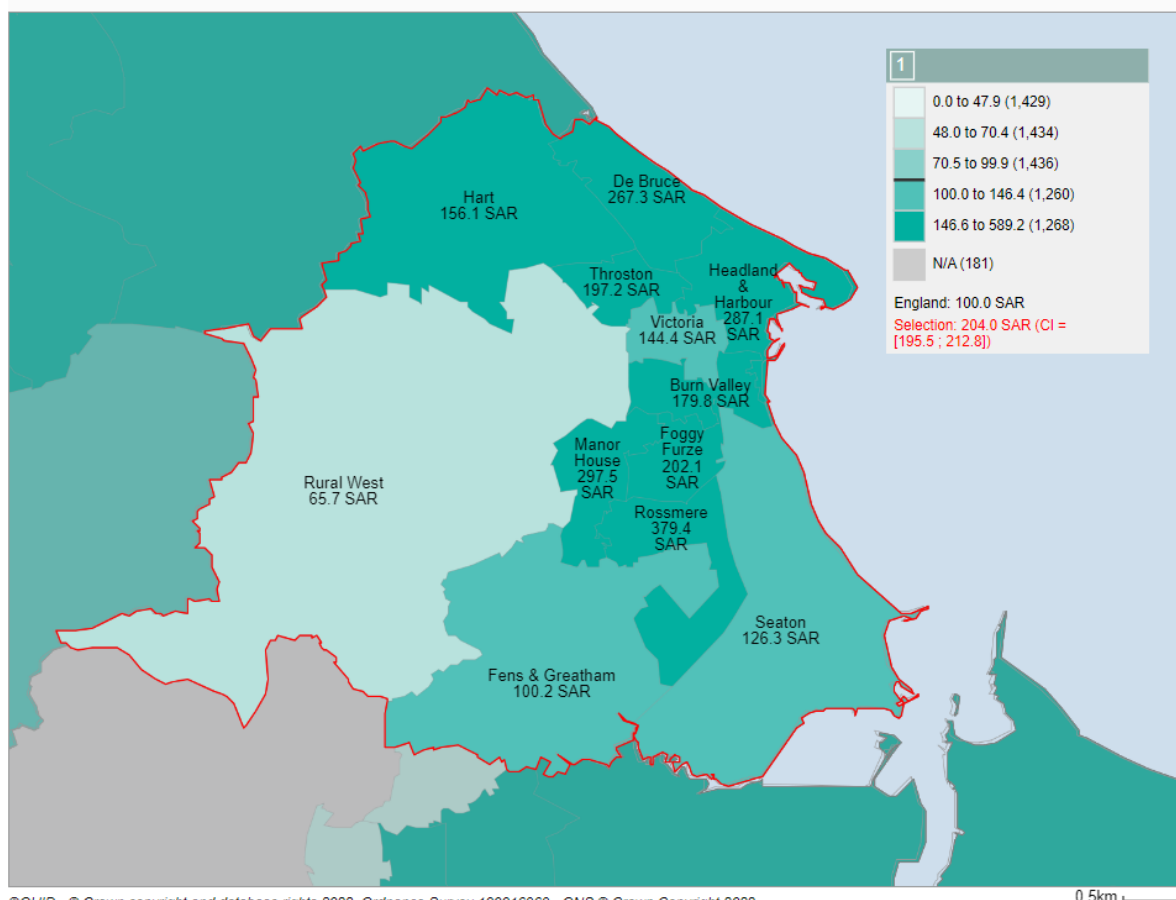 1
0.0 to 47.9 (1,429)
48.0 to 70.4 (1,434)
70.5 to 99.9 (1,436)
100.0 to 146.4 (1,260)
146.6 to 589.2 (1,268)
N/A (181)
England: 100.0 SAR
Selection: 204.0 SAR (CI =
[195.5 ; 212.8])
De Bruce
267.3 SAR
Hart
156.1 SAR
Throston
197.2 SAR
Headland
&
Harbour
287.1
SAR
Victoria
144.4 SAR
Burn Valley
179.8 SAR
Foggy
Furze
202.1
SAR
Manor
House
297.5
SAR
Rural West
65.7 SAR
Rossmere
379.4
SAR
Seaton
126.3 SAR
Fens & Greatham
100.2 SAR
0.5km